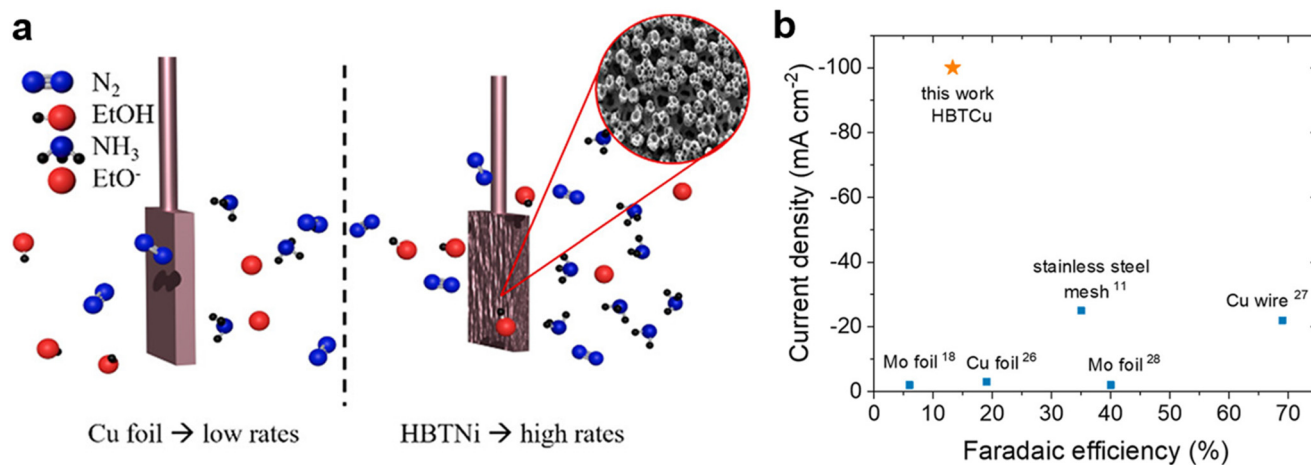 a
N₂
EtOH
NH₃
EtO⁻
Cu foil → low rates
HBTNi → high rates
b
Current density (mA cm⁻²)
-100
-80
-60
-40
-20
0
this work
HBTCu
stainless steel
mesh ¹¹
Cu wire ²⁷
Mo foil ¹⁸
Cu foil ²⁶
Mo foil ²⁸
0
10
20
30
40
50
60
70
Faradaic efficiency (%)